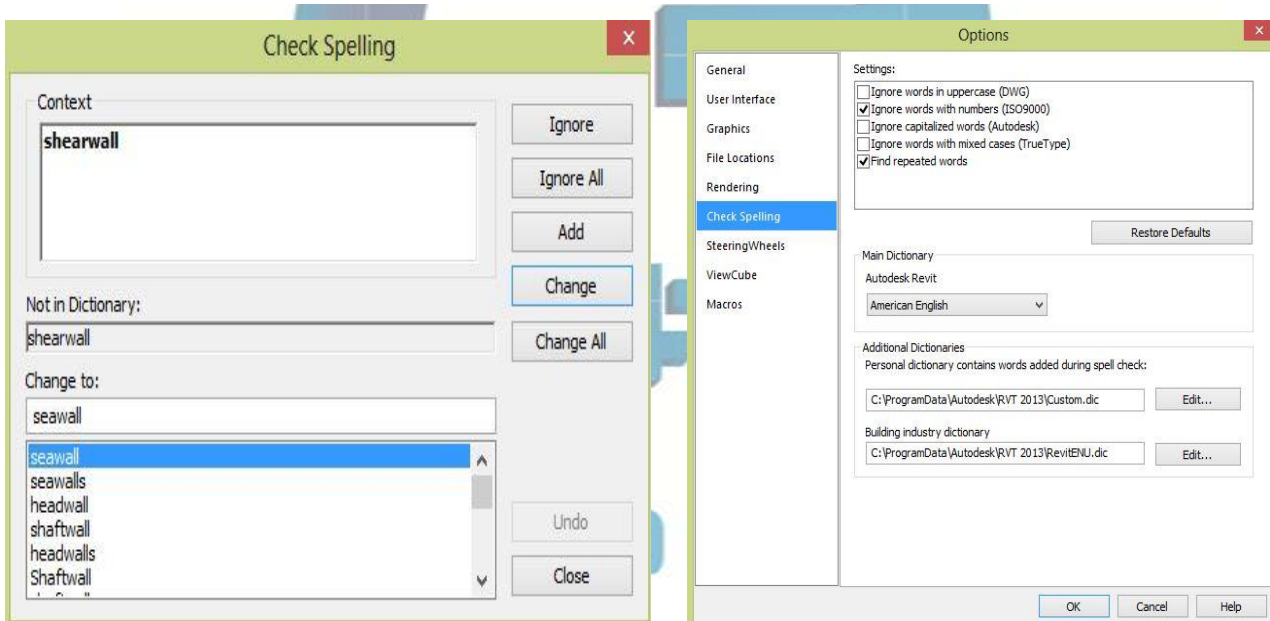 Check Spelling
Context
shearwall
Not in Dictionary:
shearwall
Change to:
seawall
seawall
seawalls
headwall
shaftwall
headwalls
Shaftwall
Ignore
Ignore All
Add
Change
Change All
Undo
Close
Options
General
User Interface
Graphics
File Locations
Rendering
Check Spelling
SteeringWheels
ViewCube
Macros
Settings:
Ignore words in uppercase (DWG)
Ignore words with numbers (ISO9000)
Ignore capitalized words (Autodesk)
Ignore words with mixed cases (TrueType)
Find repeated words
Restore Defaults
Main Dictionary
Autodesk Revit
American English
Additional Dictionaries
Personal dictionary contains words added during spell check:
C:\ProgramData\Autodesk\RVT 2013\Custom.dic
Edit...
Building industry dictionary
C:\ProgramData\Autodesk\RVT 2013\RevitENU.dic
Edit...
OK
Cancel
Help